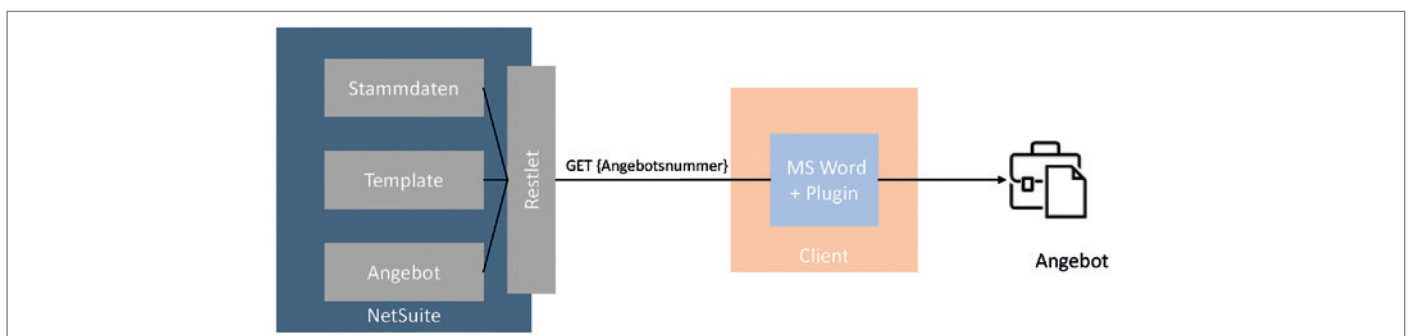 Stammdaten
Template
Angebot
NetSuite
Restlet
GET {Angebotsnummer}
MS Word
+ Plugin
Client
Angebot